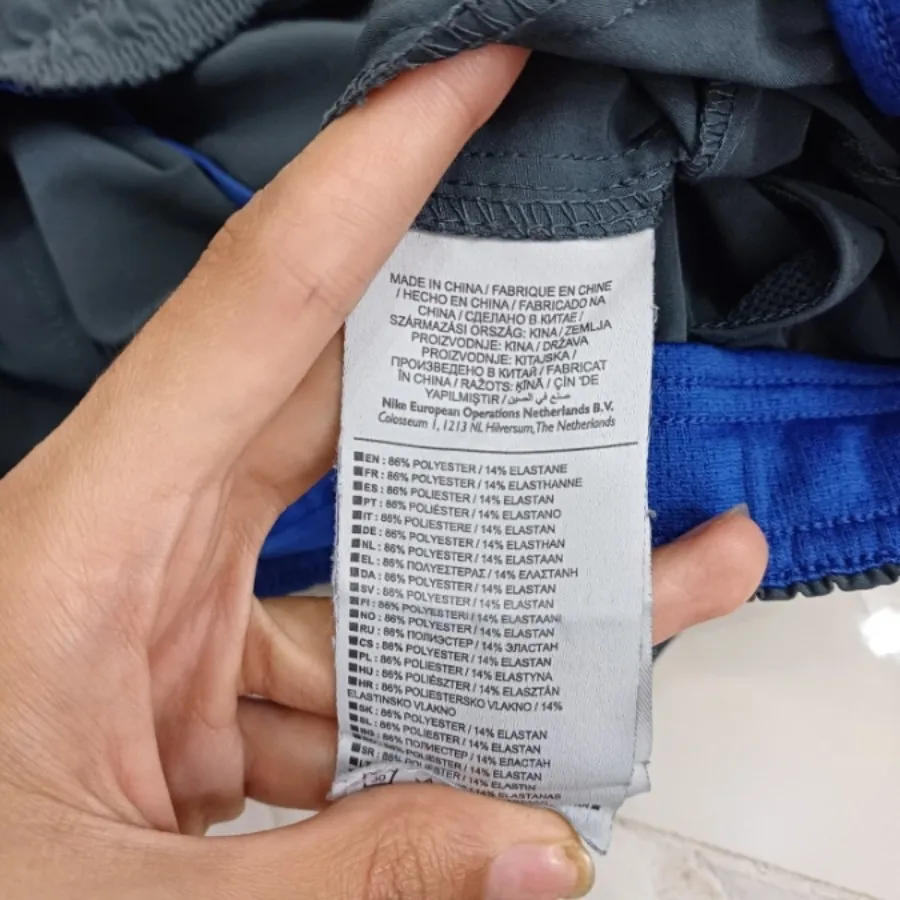 MADE IN CHINA / FABRIQUE EN CHINE
/ HECHO EN CHINA / FABRICADO NA
CHINA / СДЕЛАНО В КИТАЕ /
SZÁRMAZÁSI ORSZÁG: KÍNA / ZEMLJA
PROIZVODNJE: KINA / DRŽAVA
PROIZVODNJE: KITAJSKA /
ПРОИЗВЕДЕНО В КИТАЙ / FABRICAT
ÎN CHINA / RAŽOTS: ĶĪNĀ / ÇİN 'DE
YAPILMIŞTIR / صنع في الصين
Nike European Operations Netherlands B.V.
Colosseum 1, 1213 NL Hilversum, The Netherlands
EN : 86% POLYESTER / 14% ELASTANE
FR : 86% POLYESTER / 14% ELASTHANNE
ES : 86% POLIÉSTER / 14% ELASTAN
PT : 86% POLIÉSTER / 14% ELASTANO
IT : 86% POLIESTERE / 14% ELASTAN
DE : 86% POLYESTER / 14% ELASTHAN
NL : 86% POLYESTER / 14% ELASTAAN
EL : 86% ΠΟΛΥΕΣΤΕΡΑΣ / 14% ΕΛΑΣΤΑΝΗ
DA : 86% POLYESTER / 14% ELASTAN
SV : 86% POLYESTER / 14% ELASTAN
FI : 86% POLYESTERI / 14% ELASTAANI
NO : 86% POLYESTER / 14% ELASTAN
RU : 86% ПОЛИЭСТЕР / 14% ЭЛАСТАН
CS : 86% POLYESTER / 14% ELASTAN
PL : 86% POLIESTER / 14% ELASTYNA
HU : 86% POLIÉSZTER / 14% ELASZTÁN
HR : 86% POLIESTERSKO VLAKNO / 14%
ELASTINSKO VLAKNO
SK : 86% POLYESTER / 14% ELASTAN
SL : 86% POLIESTER / 14% ELASTAN
BG : 86% ПОЛИЕСТЕР / 14% ЕЛАСТАН
SR : 86% POLIESTER / 14% ELASTAN
14% ELASTANAS